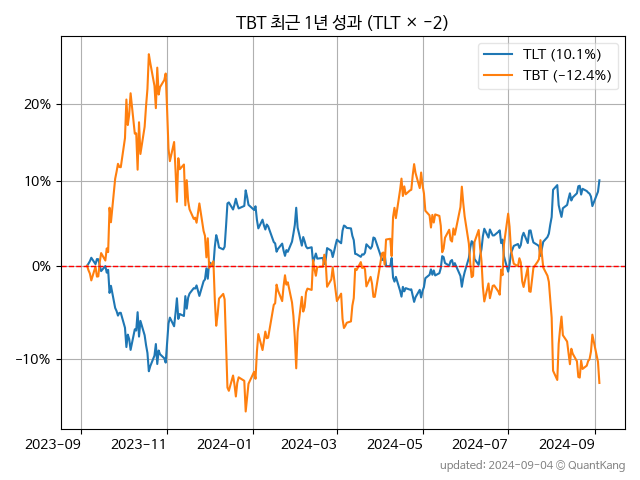 TBT 최근 1년 성과 (TLT × −2)
TLT (10.1%)
TBT (−12.4%)
20%
10%
0%
−10%
2023−09
2023−11
2024−01
2024−03
2024−05
2024−07
2024−09
updated: 2024-09-04 @ QuantKang